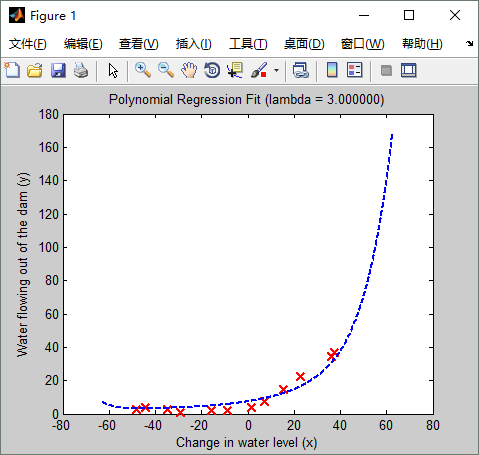 Figure 1
文件(F) 编辑(E) 查看(V) 插入(I) 工具(T) 桌面(D) 窗口(W) 帮助(H)
Polynomial Regression Fit (lambda = 3.000000)
180
160
140
120
100
80
60
40
20
0
Water flowing out of the dam (y)
-80 -60 -40 -20 0 20 40 60 80
Change in water level (x)